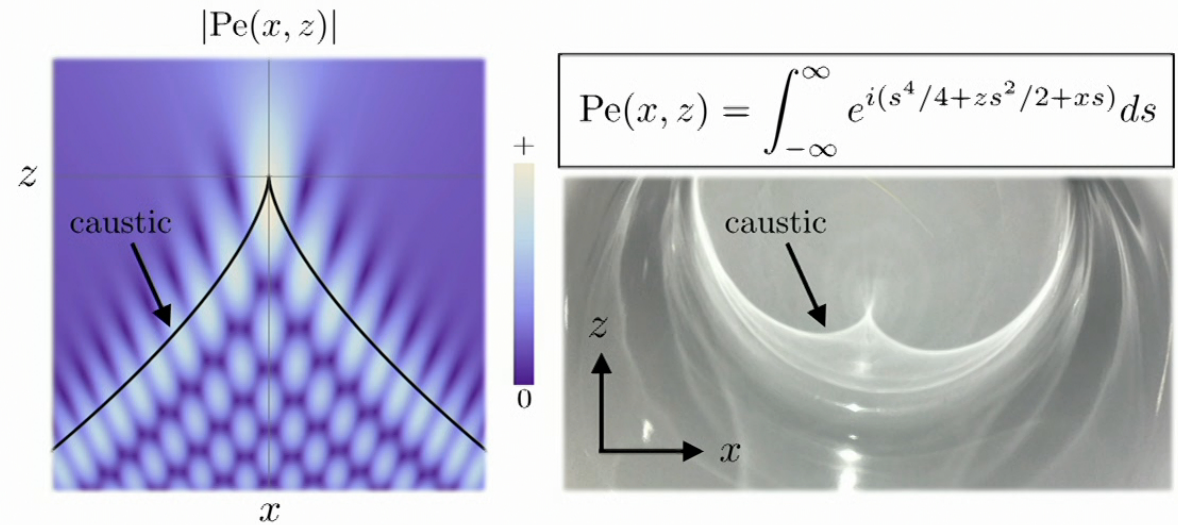 |Pe(x, z)|
z
caustic
x
+
0
Pe(x, z) = ∫_{-∞}^{∞} e^{i(s^4/4+zs^2/2+xs)} ds
caustic
z
x